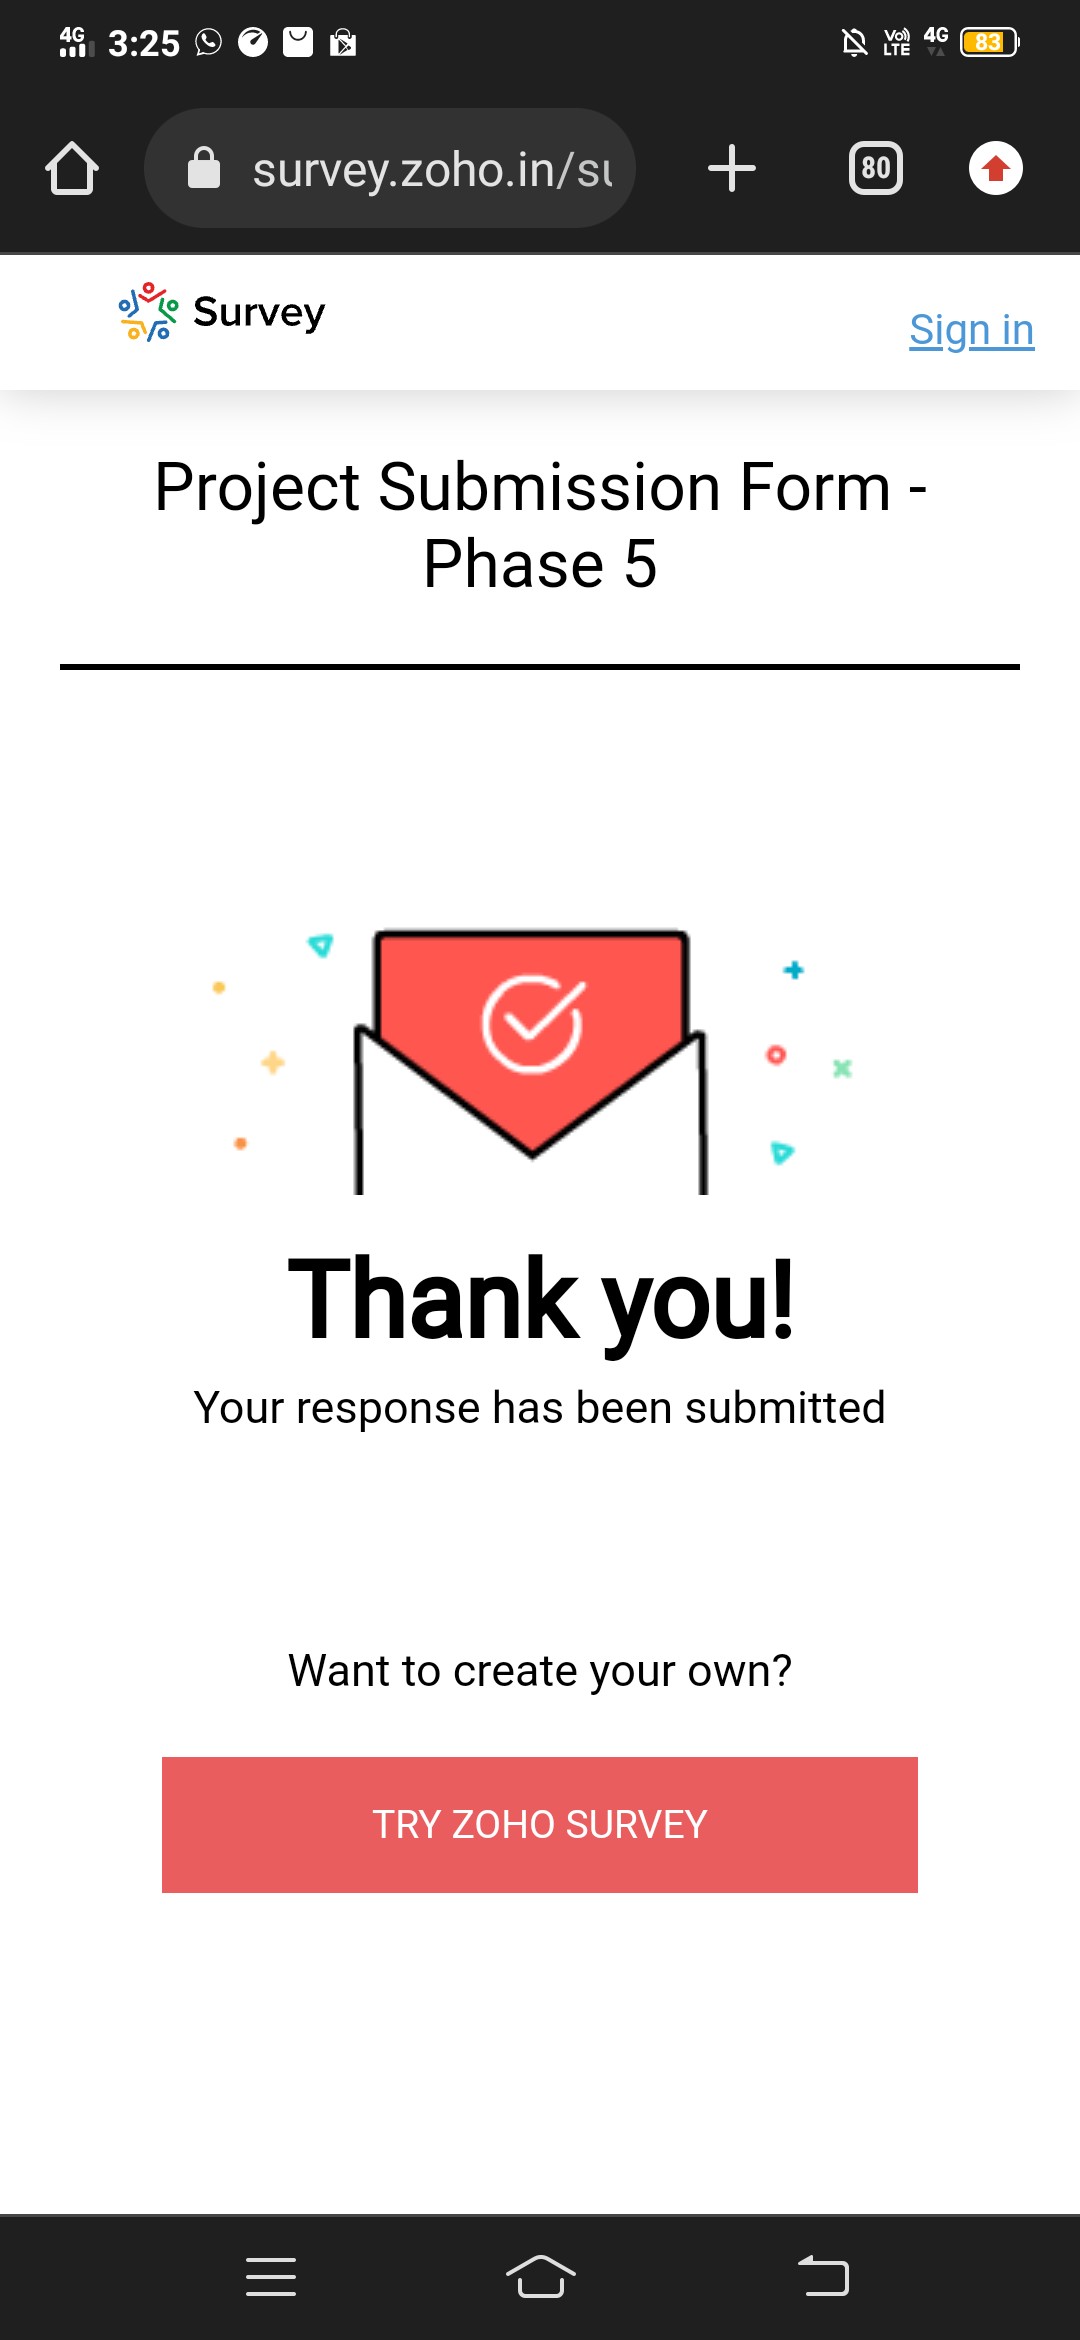 4G 3:25 Vo) LTE 4G 83
survey.zoho.in/su
80
Survey
Sign in
Project Submission Form -
Phase 5
Thank you!
Your response has been submitted
Want to create your own?
TRY ZOHO SURVEY